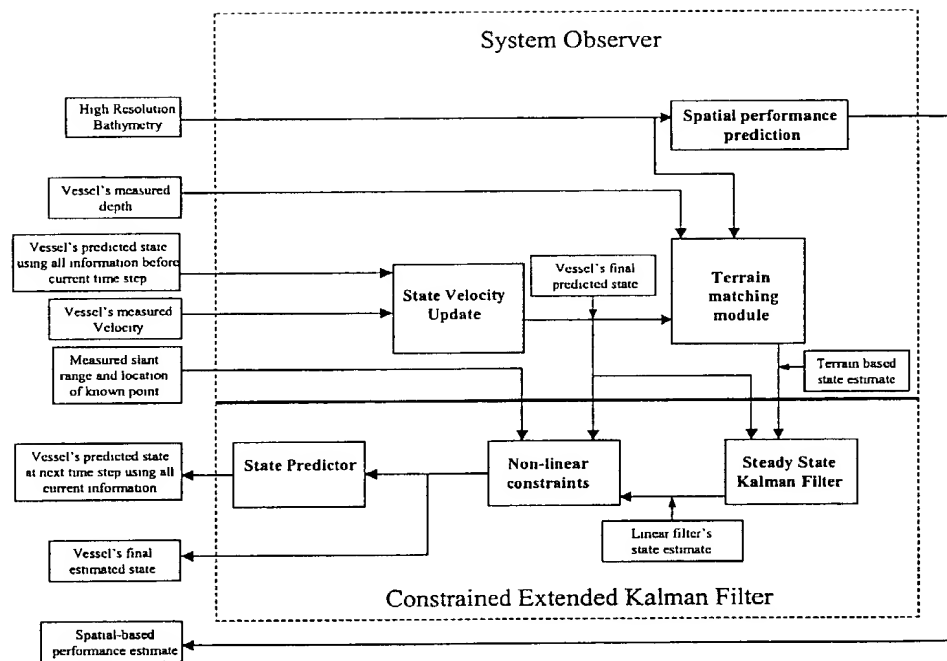 System Observer
High Resolution
Bathymetry
Spatial performance
prediction
Vessel's measured
depth
Vessel's predicted state
using all information before
current time step
Vessel's final
predicted state
State Velocity
Update
Terrain
matching
module
Vessel's measured
Velocity
Measured slant
range and location
of known point
Terrain based
state estimate
Vessel's predicted state
at next time step using all
current information
State Predictor
Non-linear
constraints
Steady State
Kalman Filter
Linear filter's
state estimate
Vessel's final
estimated state
Constrained Extended Kalman Filter
Spatial-based
performance estimate